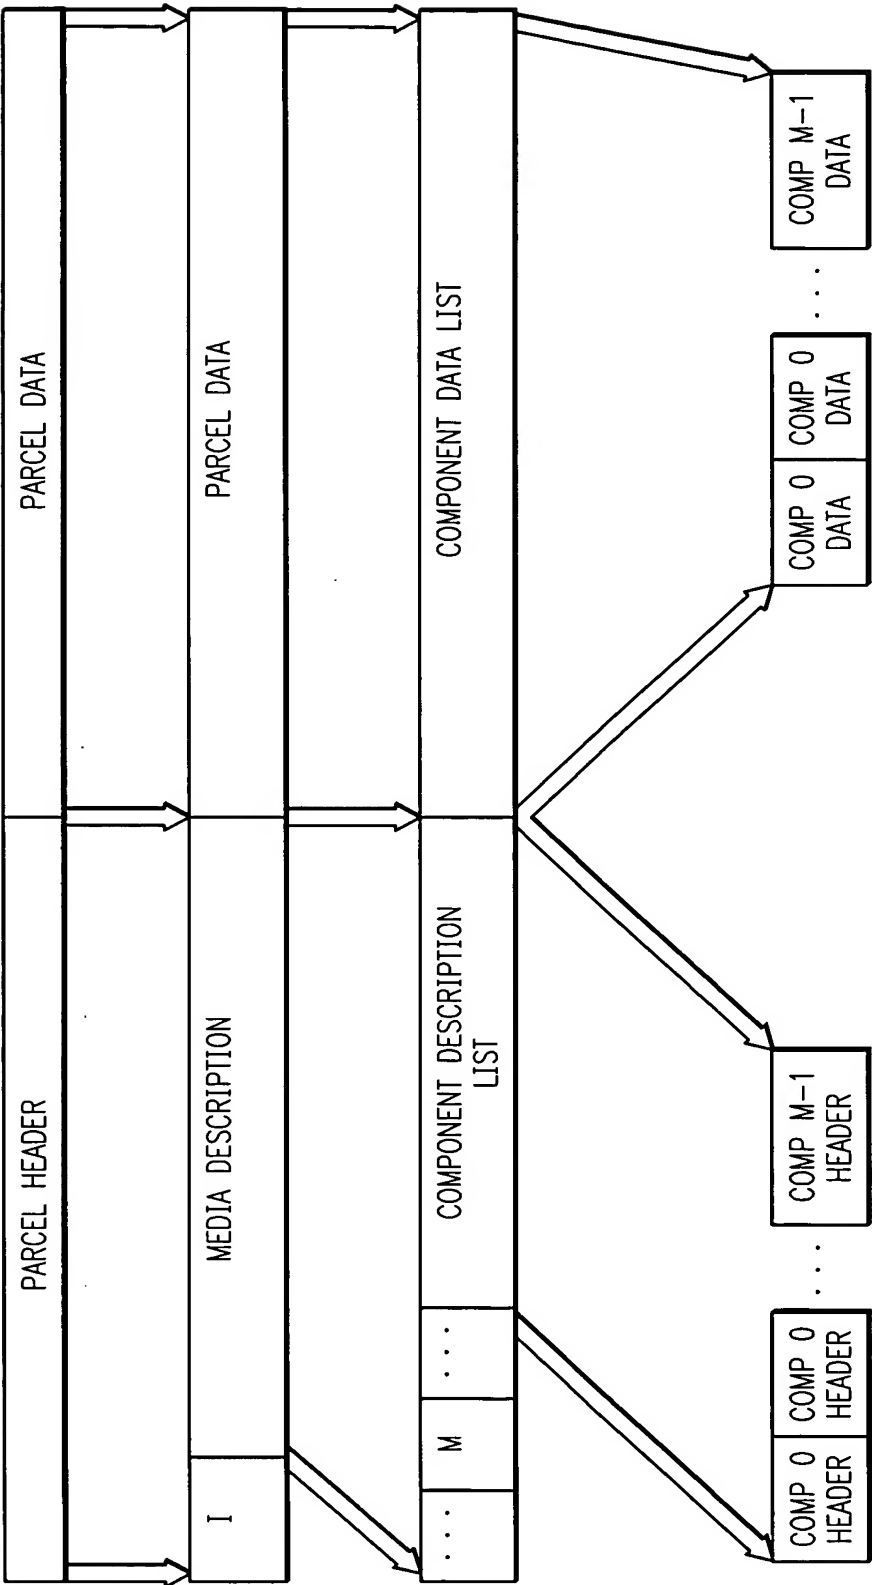 PARCEL HEADER
PARCEL DATA
I
MEDIA DESCRIPTION
PARCEL DATA
. . .
M
. . .
COMPONENT DESCRIPTION
LIST
COMPONENT DATA LIST
COMP 0
HEADER
COMP 0
HEADER
. . .
COMP M-1
HEADER
COMP 0
DATA
COMP 0
DATA
. . .
COMP M-1
DATA